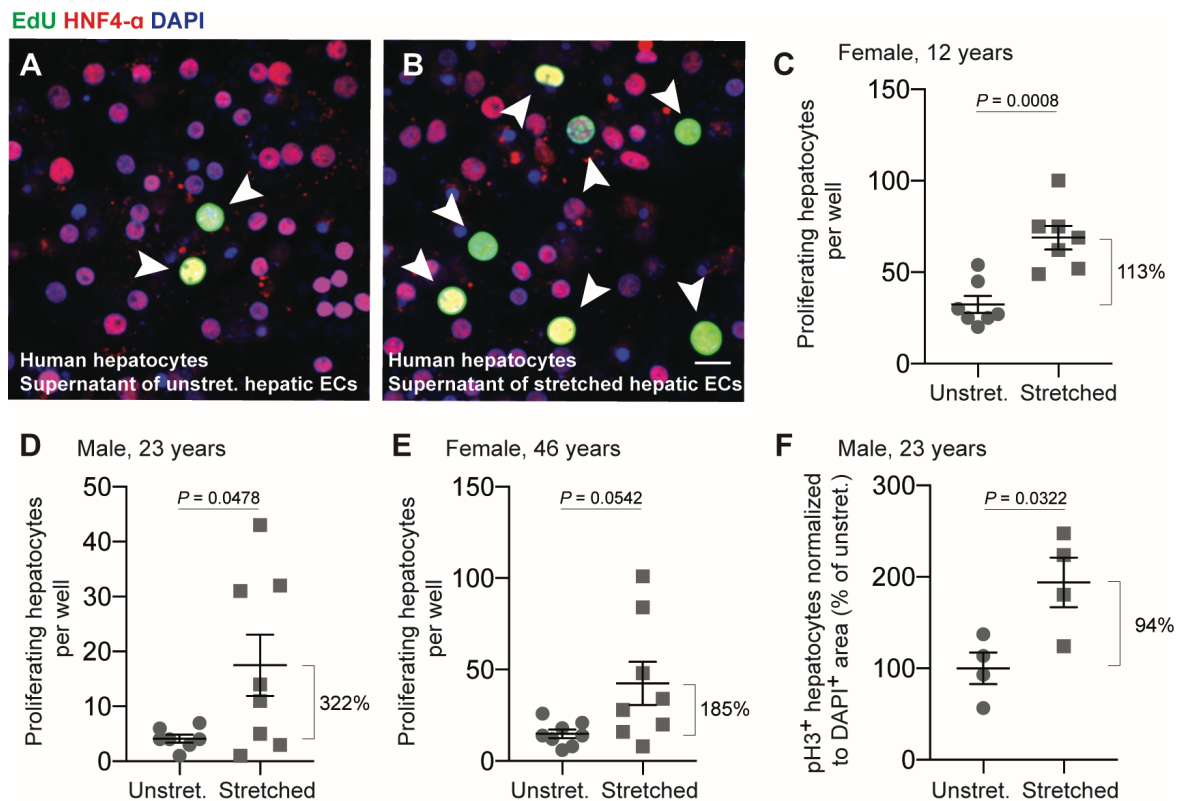 EdU HNF4-α DAPI
A
Human hepatocytes
Supernatant of unstret. hepatic ECs
B
Human hepatocytes
Supernatant of stretched hepatic ECs
C
Female, 12 years
Proliferating hepatocytes
per well
150
100
50
0
P = 0.0008
113%
Unstret. Stretched
D
Male, 23 years
Proliferating hepatocytes
per well
50
40
30
20
10
0
P = 0.0478
322%
Unstret. Stretched
E
Female, 46 years
Proliferating hepatocytes
per well
150
100
50
0
P = 0.0542
185%
Unstret. Stretched
F
Male, 23 years
pH3+ hepatocytes normalized
to DAPI+ area (% of unstret.)
300
200
100
0
P = 0.0322
94%
Unstret. Stretched